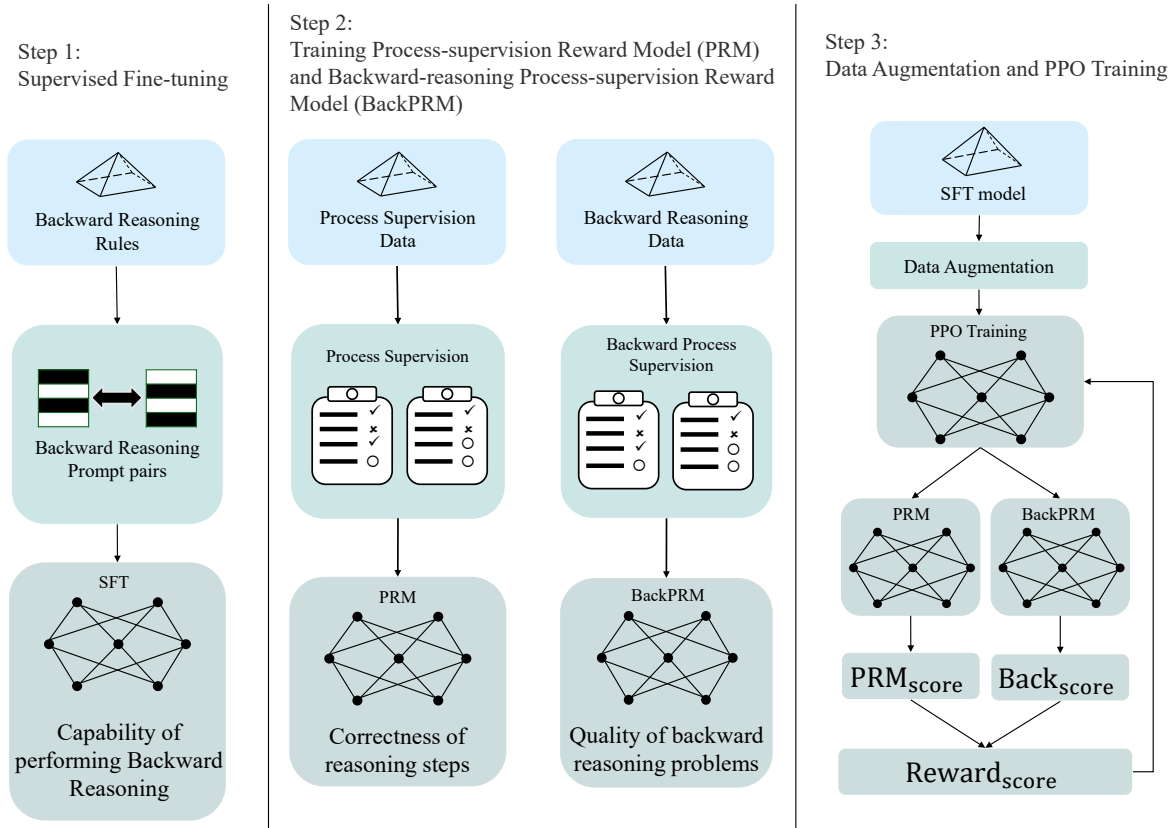 Step 1:
Supervised Fine-tuning
Backward Reasoning
Rules
Backward Reasoning
Prompt pairs
SFT
Capability of
performing Backward
Reasoning
Step 2:
Training Process-supervision Reward Model (PRM)
and Backward-reasoning Process-supervision Reward
Model (BackPRM)
Process Supervision
Data
Process Supervision
PRM
Correctness of
reasoning steps
Backward Reasoning
Data
Backward Process
Supervision
BackPRM
Quality of backward
reasoning problems
Step 3:
Data Augmentation and PPO Training
SFT model
Data Augmentation
PPO Training
PRM
BackPRM
PRM_score
Back_score
Reward_score